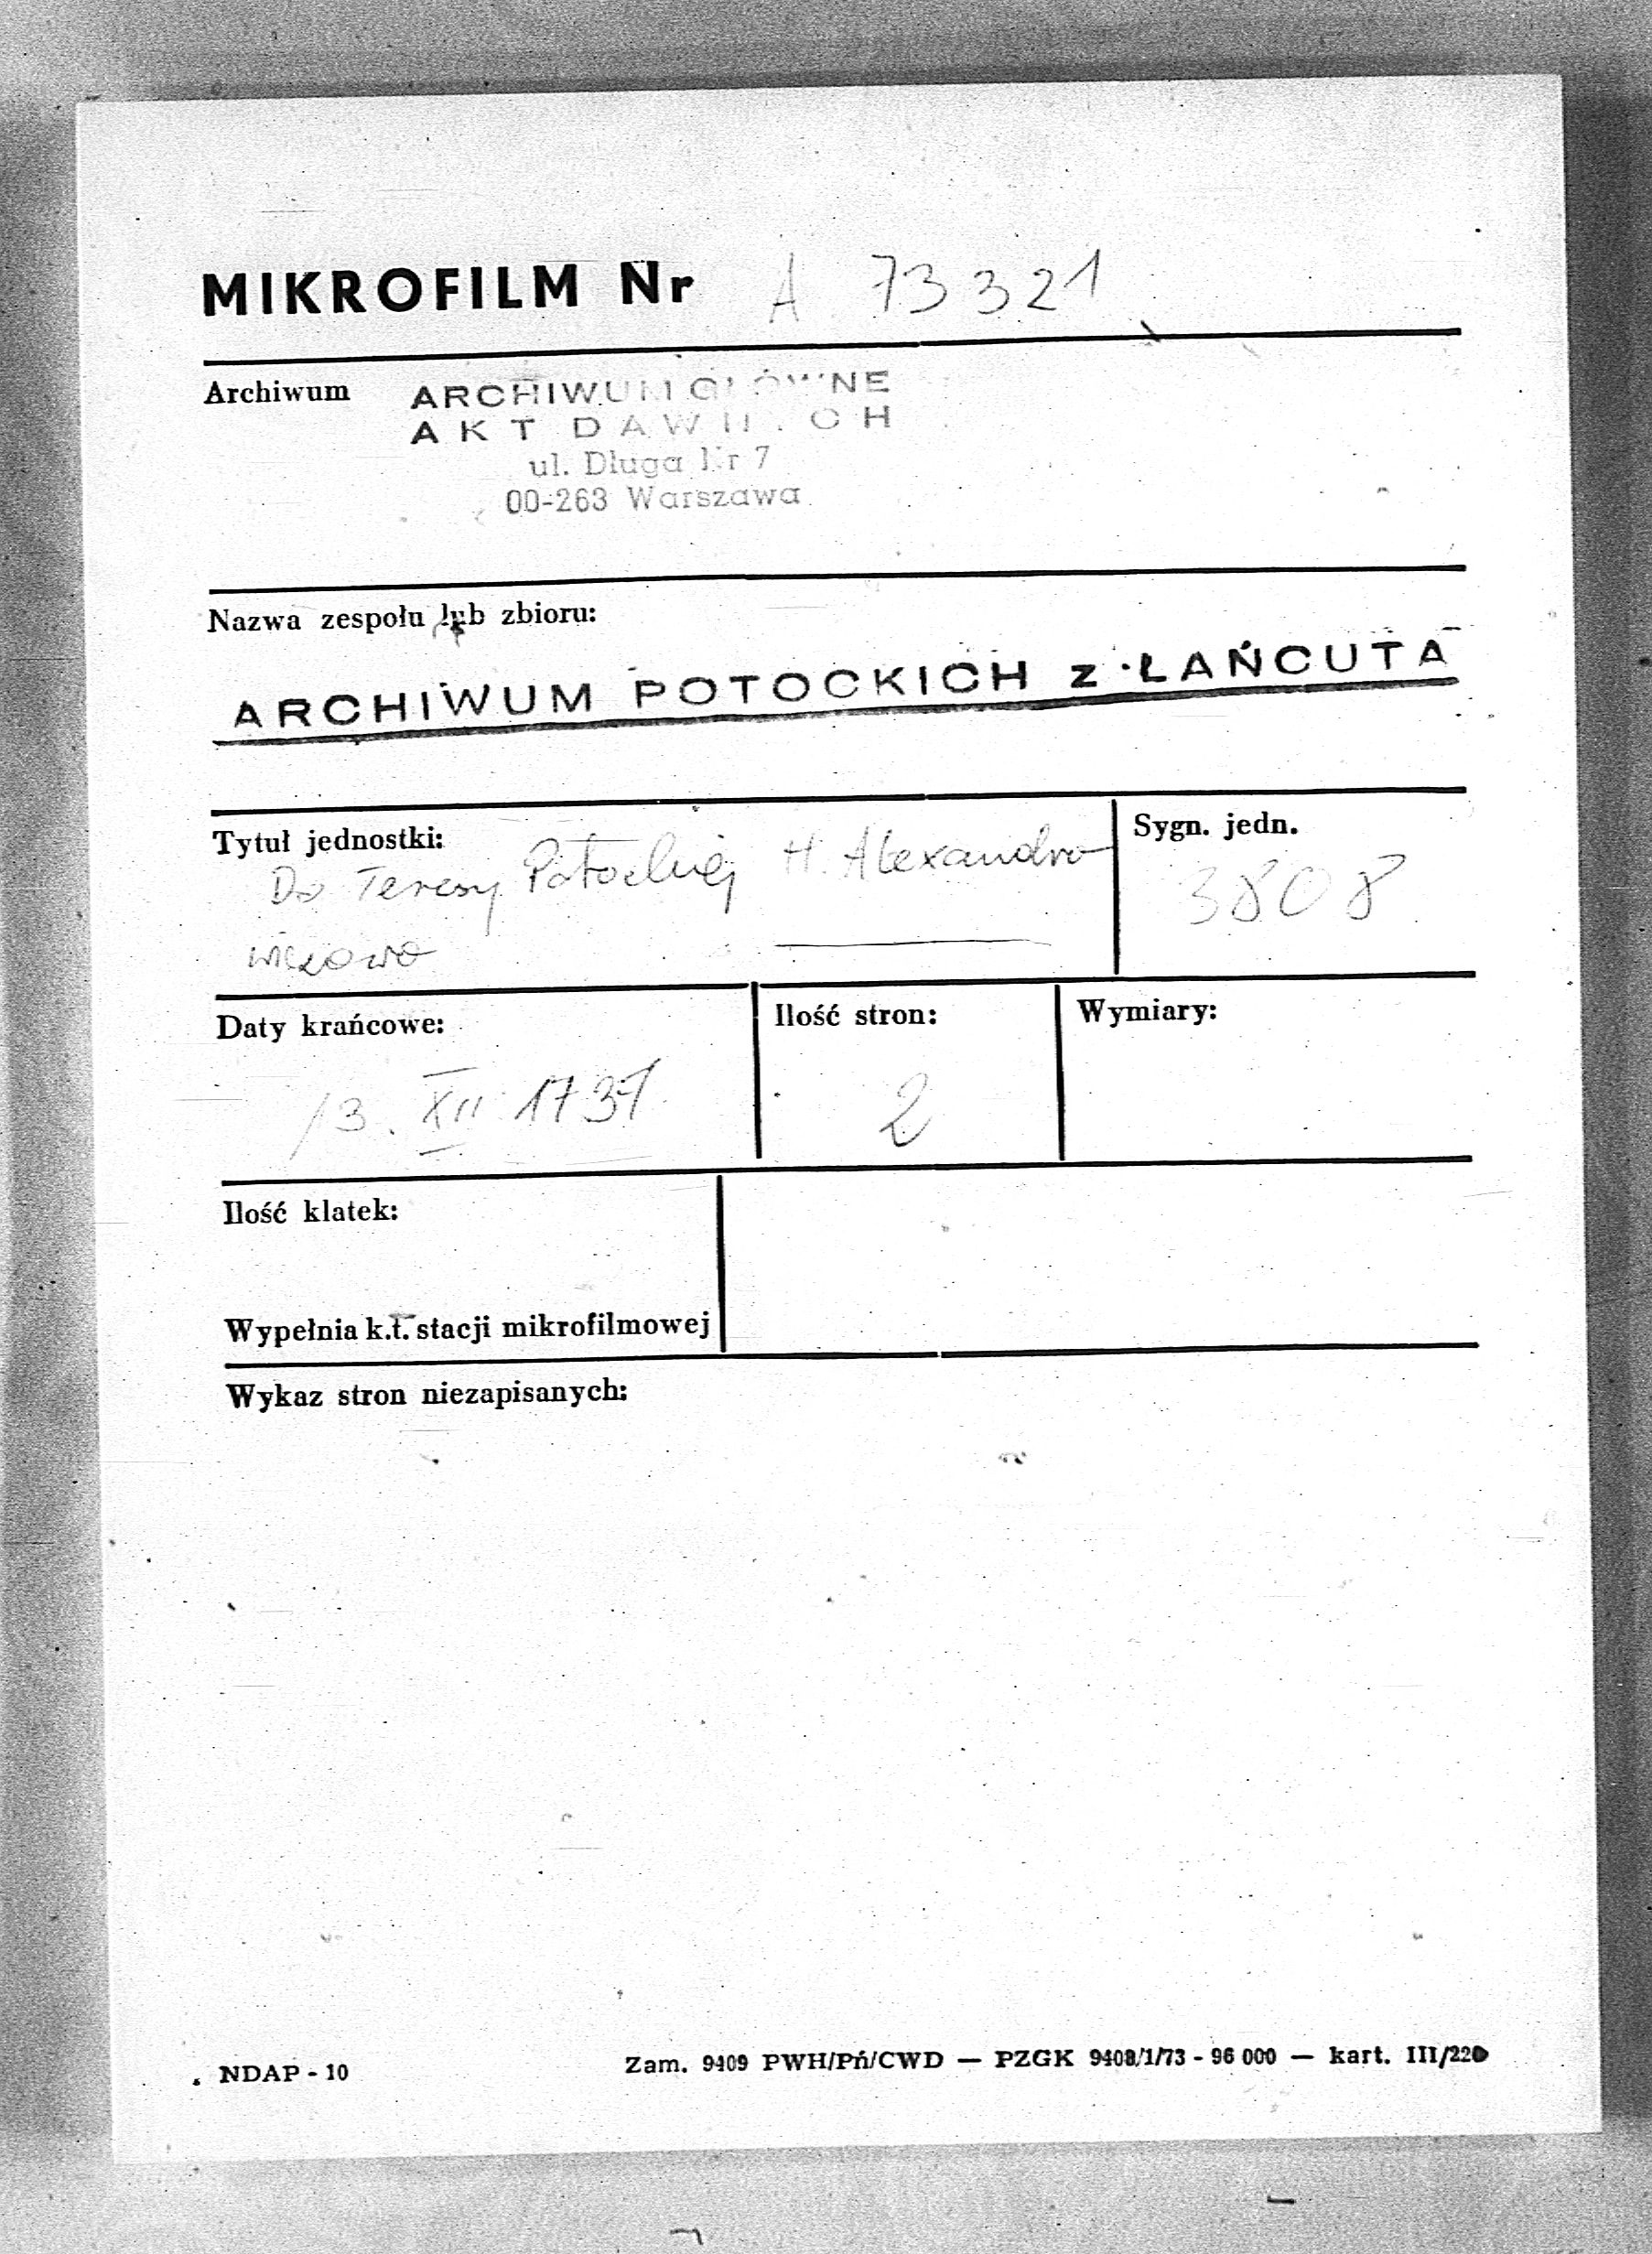 MIKROFILM Nr A 73321
Archiwum
ARCHIWUM GŁÓWNE
AKT DAWNYCH
ul. Długa Nr 7
00-263 Warszawa
Nazwa zespołu lub zbioru:
ARCHIWUM POTOCKICH z ŁAŃCUTA
Tytuł jednostki:
Do Teresy Potockiej H. Alexandro
wiczowa
Sygn. jedn.
3808
Daty krańcowe:
13. XII 1737
Ilość stron:
2
Wymiary:
Ilość klatek:
Wypełnia k.t. stacji mikrofilmowej
Wykaz stron niezapisanych:
NDAP - 10
Zam. 9409 PWH/Pń/CWD — PZGK 9408/1/73 - 96 000 — kart. III/220